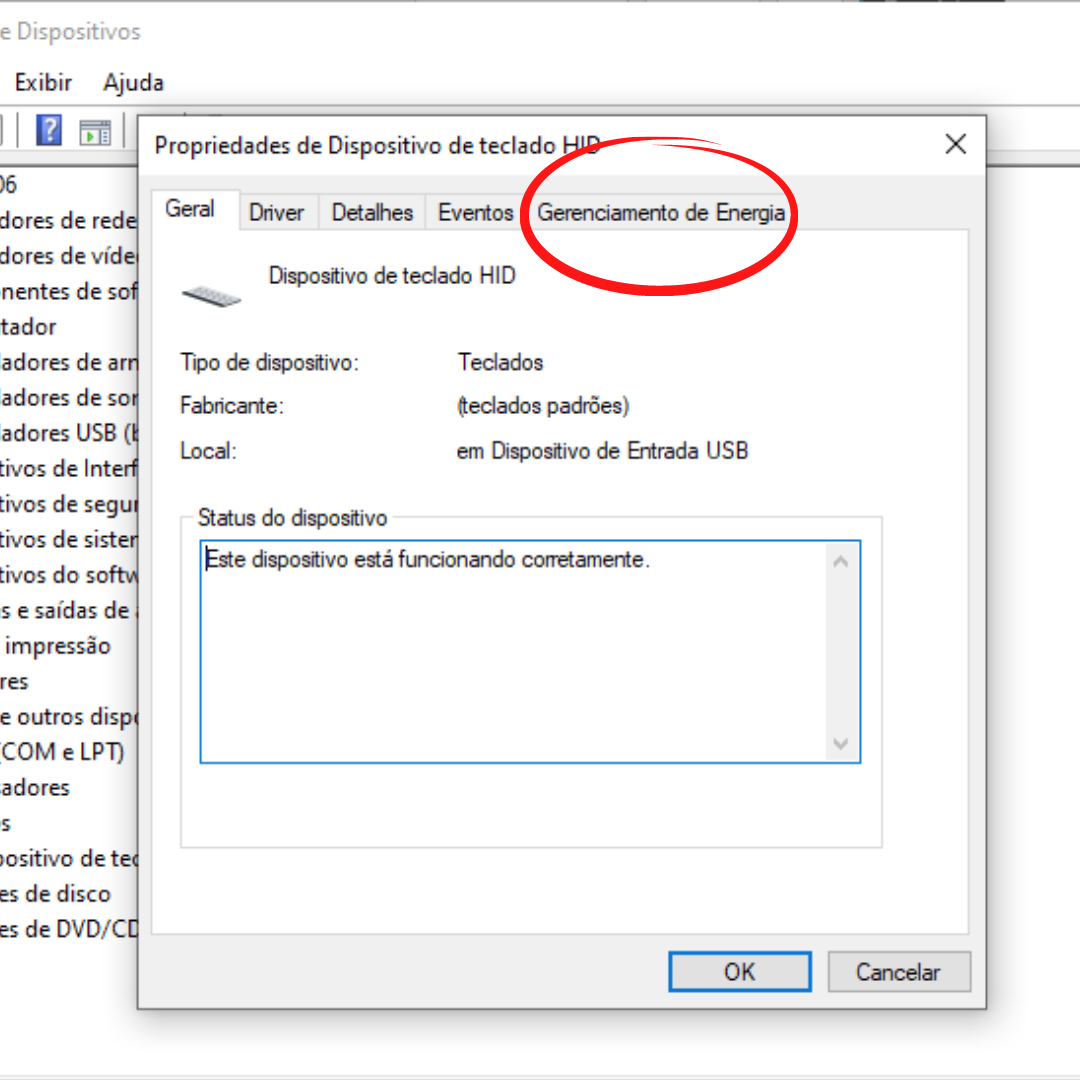 e Dispositivos
Exibir Ajuda
Propriedades de Dispositivo de teclado HID
Geral Driver Detalhes Eventos Gerenciamento de Energia
Dispositivo de teclado HID
Tipo de dispositivo: Teclados
Fabricante: (teclados padrões)
Local: em Dispositivo de Entrada USB
Status do dispositivo
Este dispositivo está funcionando corretamente.
OK Cancelar
06
dores de rede
dores de víde
nentes de sof
tador
ladores de arm
ladores de sor
ladores USB (b
tivos de Interf
tivos de segur
tivos de sister
tivos do softw
s e saídas de
impressão
res
e outros dispo
(COM e LPT)
sadores
s
positivo de tec
es de disco
es de DVD/CD